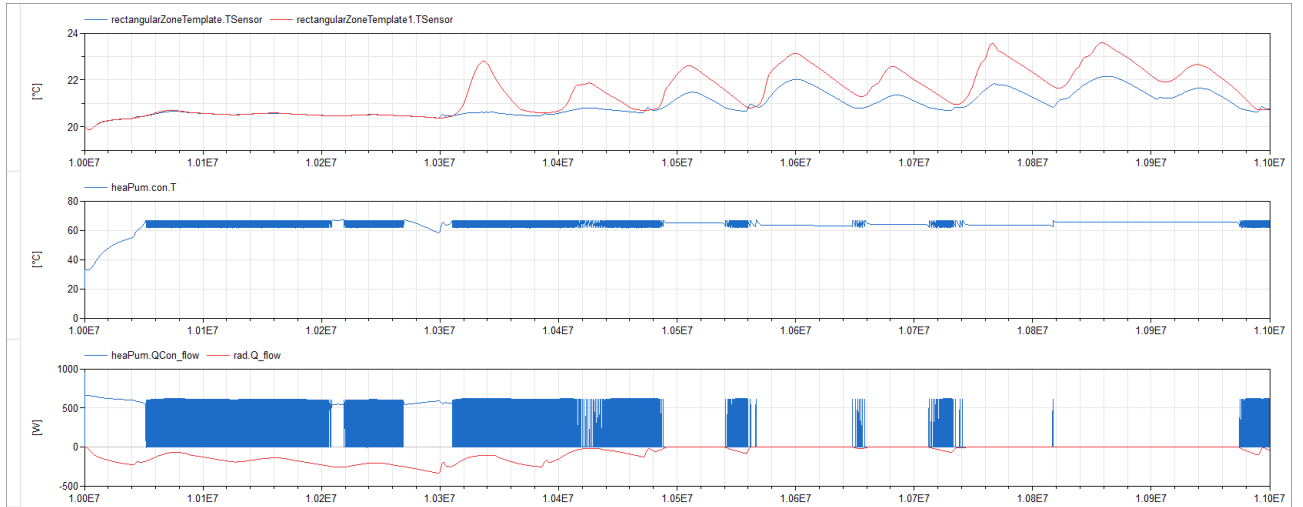 rectangularZoneTemplate.TSensor rectangularZoneTemplate1.TSensor
24
22
20
[°C]
1.00E7 1.01E7 1.02E7 1.03E7 1.04E7 1.05E7 1.06E7 1.07E7 1.08E7 1.09E7 1.10E7
heaPum.con.T
80
60
40
20
0
[°C]
1.00E7 1.01E7 1.02E7 1.03E7 1.04E7 1.05E7 1.06E7 1.07E7 1.08E7 1.09E7 1.10E7
heaPum.QCon_flow rad.Q_flow
1000
500
0
-500
[W]
1.00E7 1.01E7 1.02E7 1.03E7 1.04E7 1.05E7 1.06E7 1.07E7 1.08E7 1.09E7 1.10E7